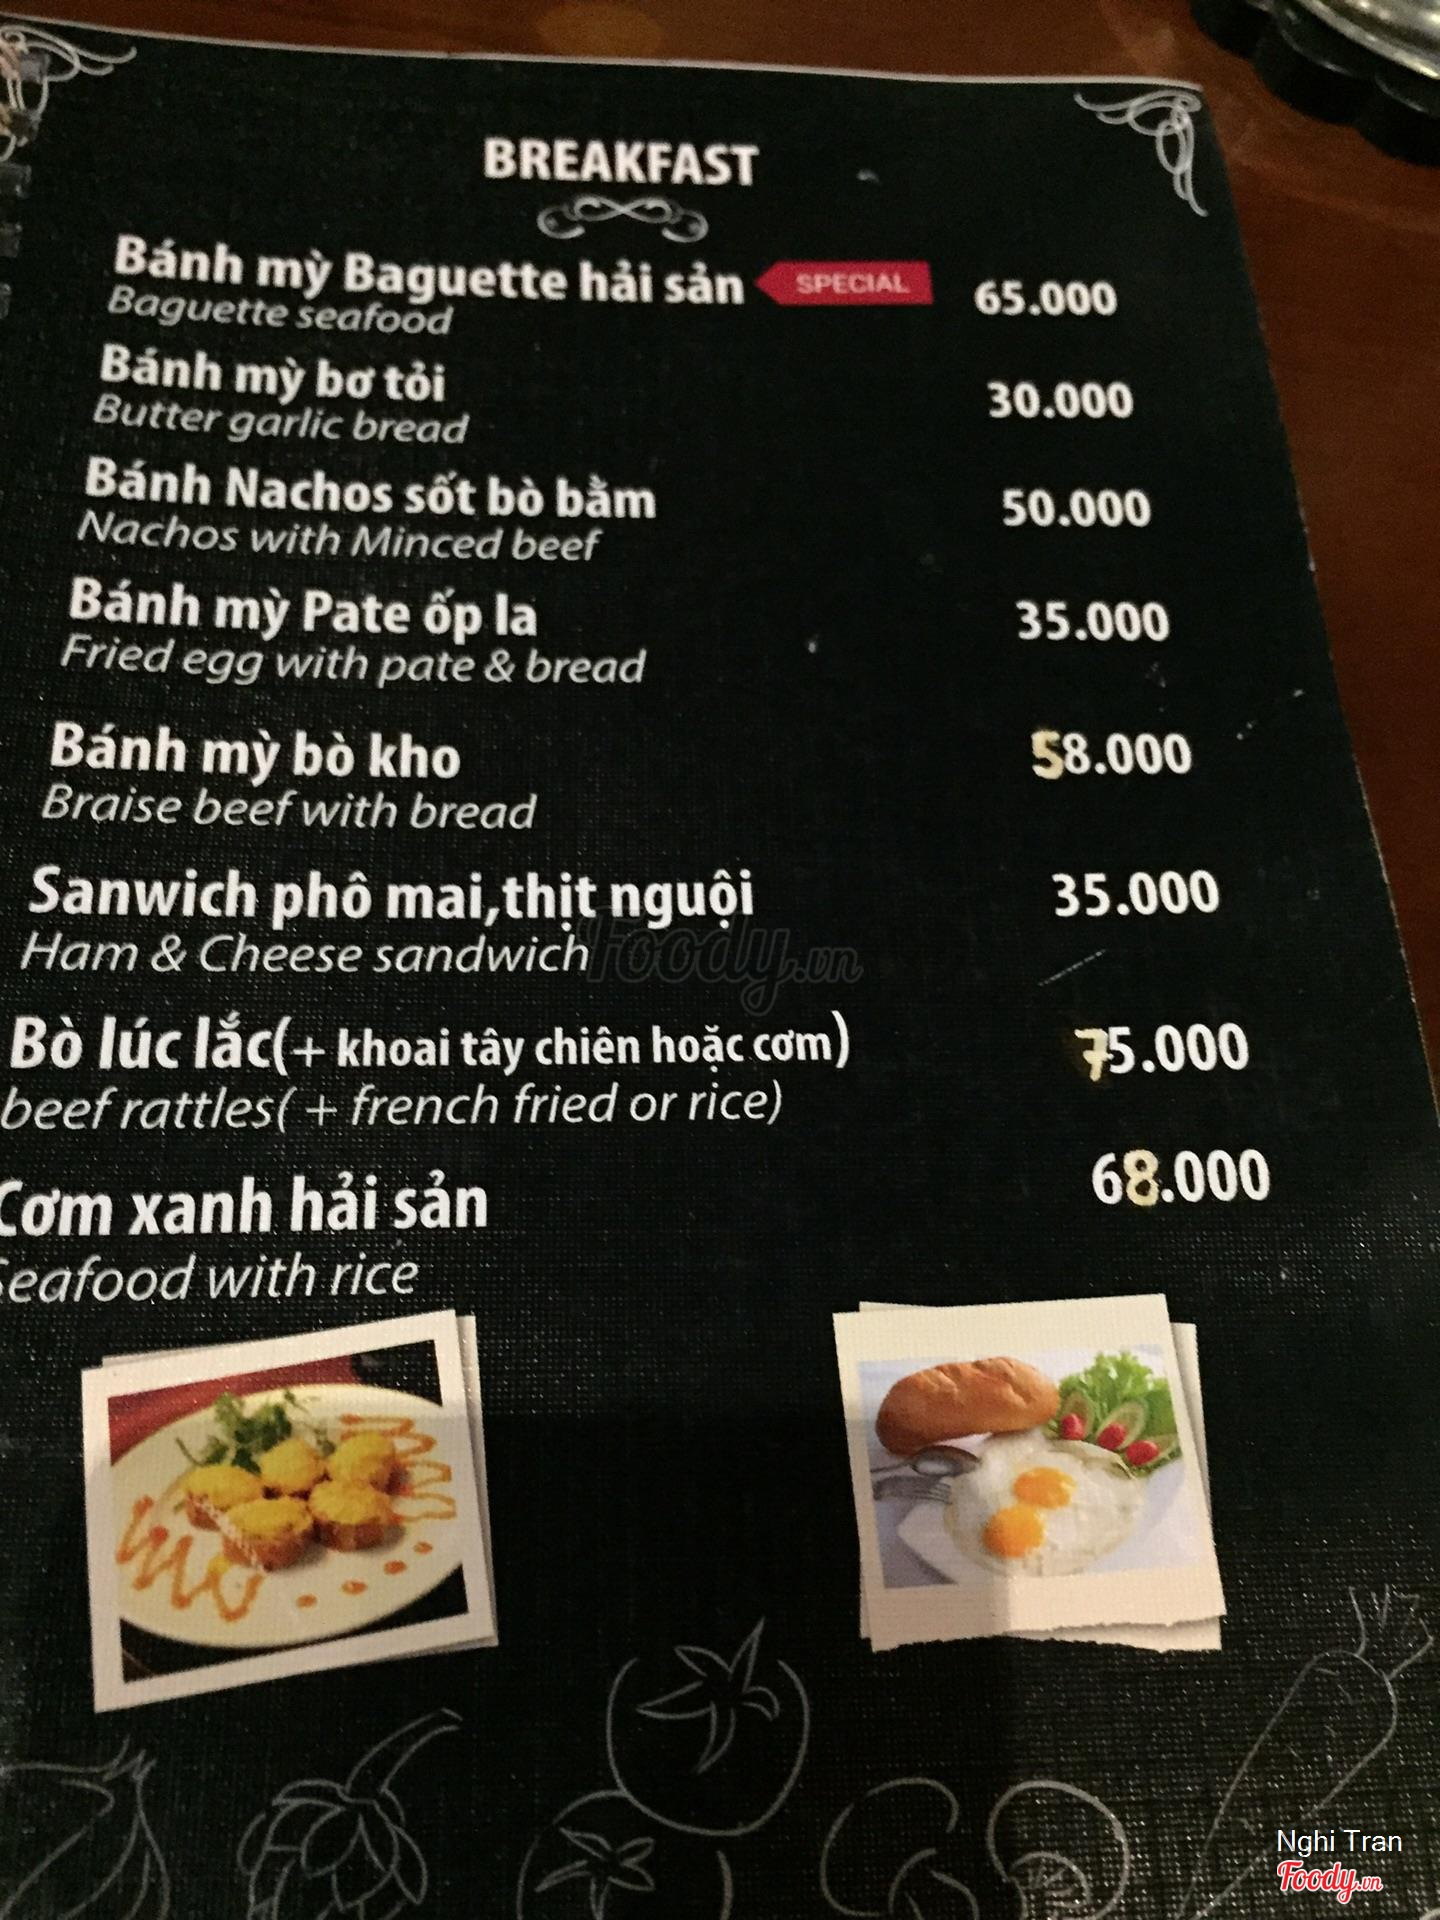 BREAKFAST
Bánh mỳ Baguette hải sản SPECIAL 65.000
Baguette seafood
Bánh mỳ bơ tỏi 30.000
Butter garlic bread
Bánh Nachos sốt bò bằm 50.000
Nachos with Minced beef
Bánh mỳ Pate ốp la 35.000
Fried egg with pate & bread
Bánh mỳ bò kho 58.000
Braise beef with bread
Sanwich phô mai,thịt nguội 35.000
Ham & Cheese sandwich
Foody.vn
Bò lúc lắc(+ khoai tây chiên hoặc cơm) 75.000
beef rattles( + french fried or rice)
Cơm xanh hải sản 68.000
Seafood with rice
Nghi Tran
Foody.vn